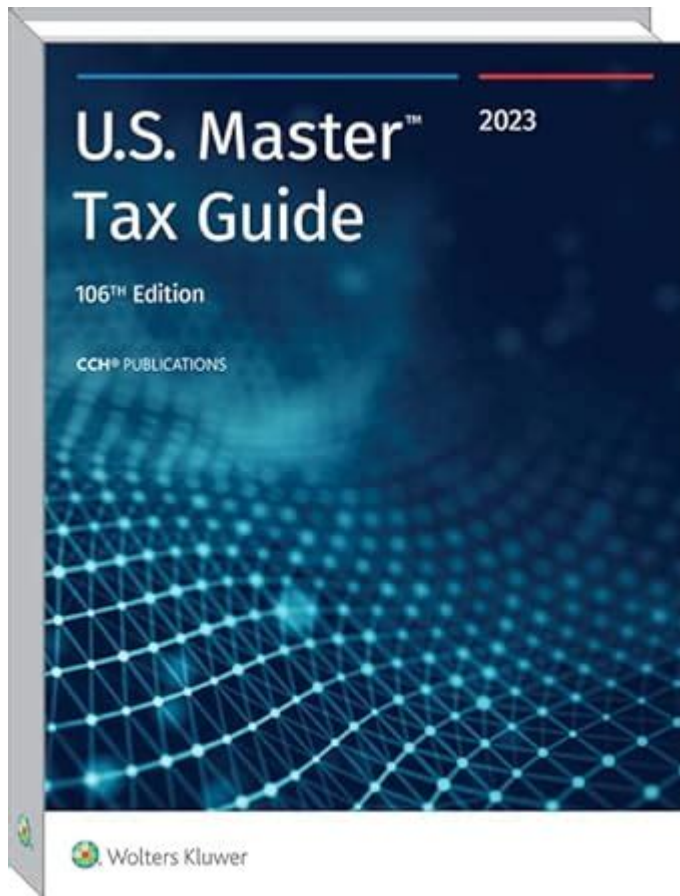 U.S. Master™
2023
Tax Guide
106TH Edition
CCH® PUBLICATIONS
Wolters Kluwer